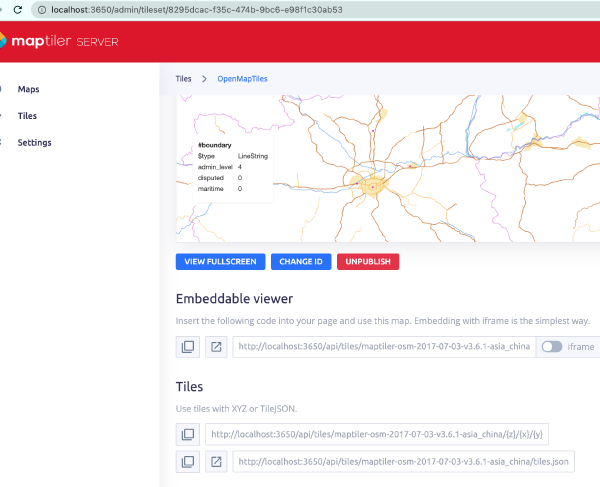 localhost:3650/admin/tileset/8295dcac-f35c-474b-9bc6-e98f1c30ab53
maptiler SERVER
Maps
Tiles
Settings
Tiles > OpenMapTiles
#boundary
$type LineString
admin_level 4
disputed 0
maritime 0
VIEW FULLSCREEN CHANGE ID UNPUBLISH
Embeddable viewer
Insert the following code into your page and use this map. Embedding with iframe is the simplest way.
http://localhost:3650/api/tiles/maptiler-osm-2017-07-03-v3.6.1-asia_china iframe
Tiles
Use tiles with XYZ or TileJSON.
http://localhost:3650/api/tiles/maptiler-osm-2017-07-03-v3.6.1-asia_china/{z}/{x}/{y}
http://localhost:3650/api/tiles/maptiler-osm-2017-07-03-v3.6.1-asia_china/tiles.json